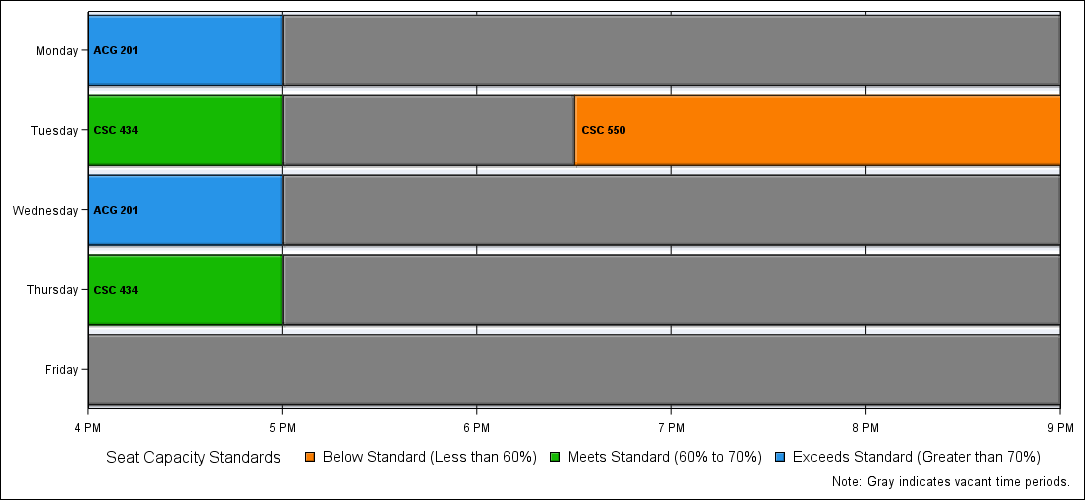 Monday
ACG 201
Tuesday
CSC 434
CSC 550
Wednesday
ACG 201
Thursday
CSC 434
Friday
4 PM 5 PM 6 PM 7 PM 8 PM 9 PM
Seat Capacity Standards Below Standard (Less than 60%) Meets Standard (60% to 70%) Exceeds Standard (Greater than 70%)
Note: Gray indicates vacant time periods.